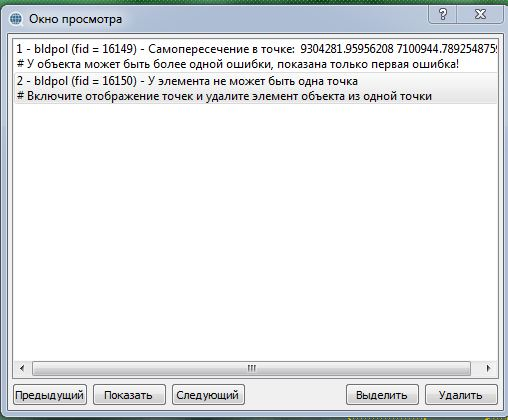 Окно просмотра
1 - bldpol (fid = 16149) - Самопересечение в точке: 9304281.95956208 7100944.789254875
# У объекта может быть более одной ошибки, показана только первая ошибка!
2 - bldpol (fid = 16150) - У элемента не может быть одна точка
# Включите отображение точек и удалите элемент объекта из одной точки
Предыдущий Показать Следующий Выделить Удалить